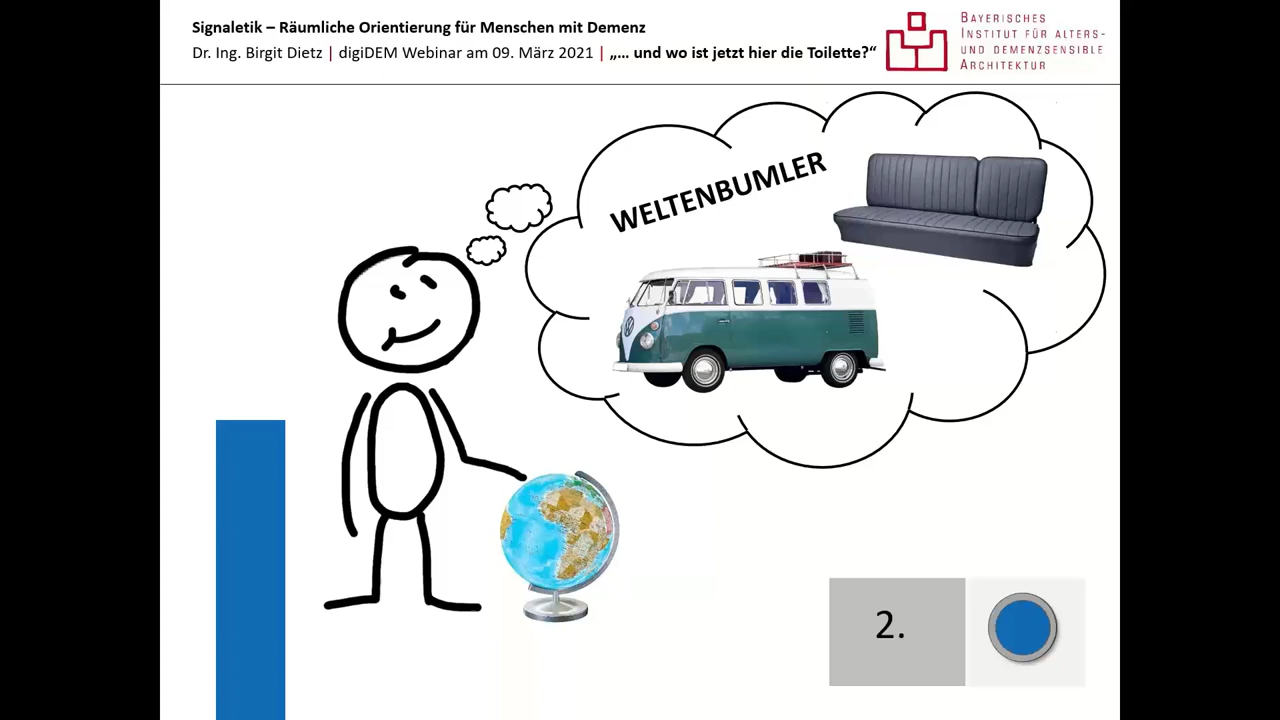 Signaletik – Räumliche Orientierung für Menschen mit Demenz
Dr. Ing. Birgit Dietz | digiDEM Webinar am 09. März 2021 | „… und wo ist jetzt hier die Toilette?“
Bayerisches
Institut für alters-
und demenzsensible
Architektur
WELTENBUMLER
2.